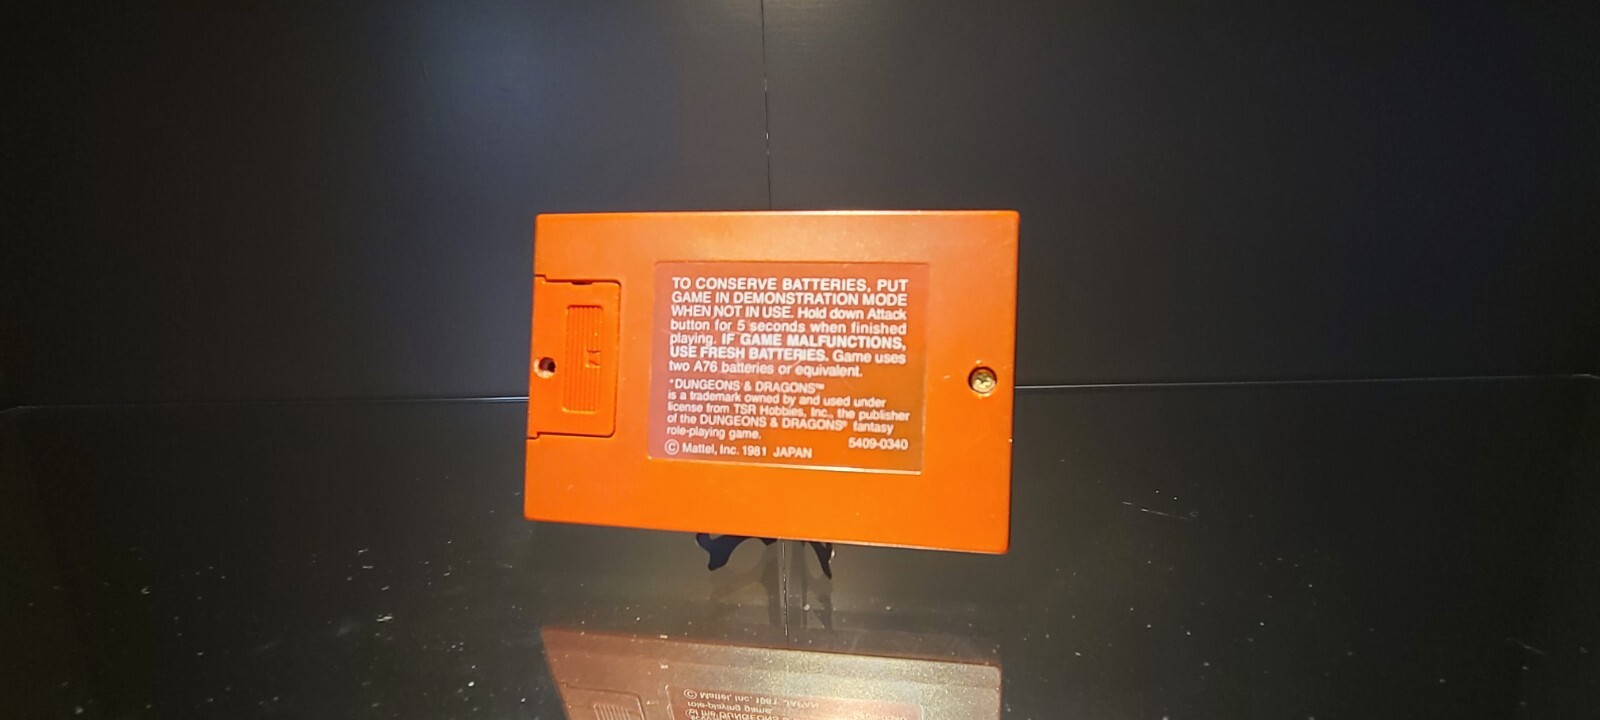 TO CONSERVE BATTERIES, PUT
GAME IN DEMONSTRATION MODE
WHEN NOT IN USE. Hold down Attack
button for 5 seconds when finished
playing. IF GAME MALFUNCTIONS,
USE FRESH BATTERIES. Game uses
two A76 batteries or equivalent.
*DUNGEONS & DRAGONS™
is a trademark owned by and used under
license from TSR Hobbies, Inc., the publisher
of the DUNGEONS & DRAGONS® fantasy
role-playing game.
5409-0340
© Mattel, Inc. 1981 JAPAN